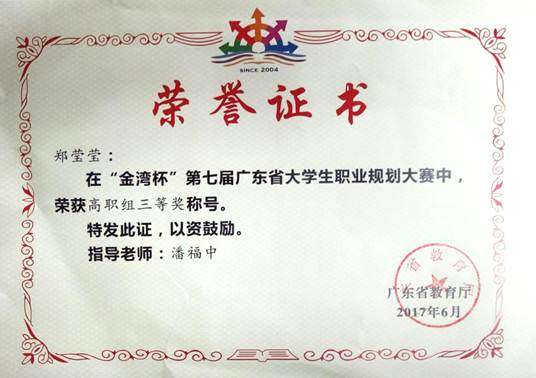 SINCE 2004
荣誉证书
郑莹莹：
在“金湾杯”第七届广东省大学生职业规划大赛中，
荣获高职组三等奖称号。
特发此证，以资鼓励。
指导老师：潘福中
省教育
广东省教育厅
2017年6月